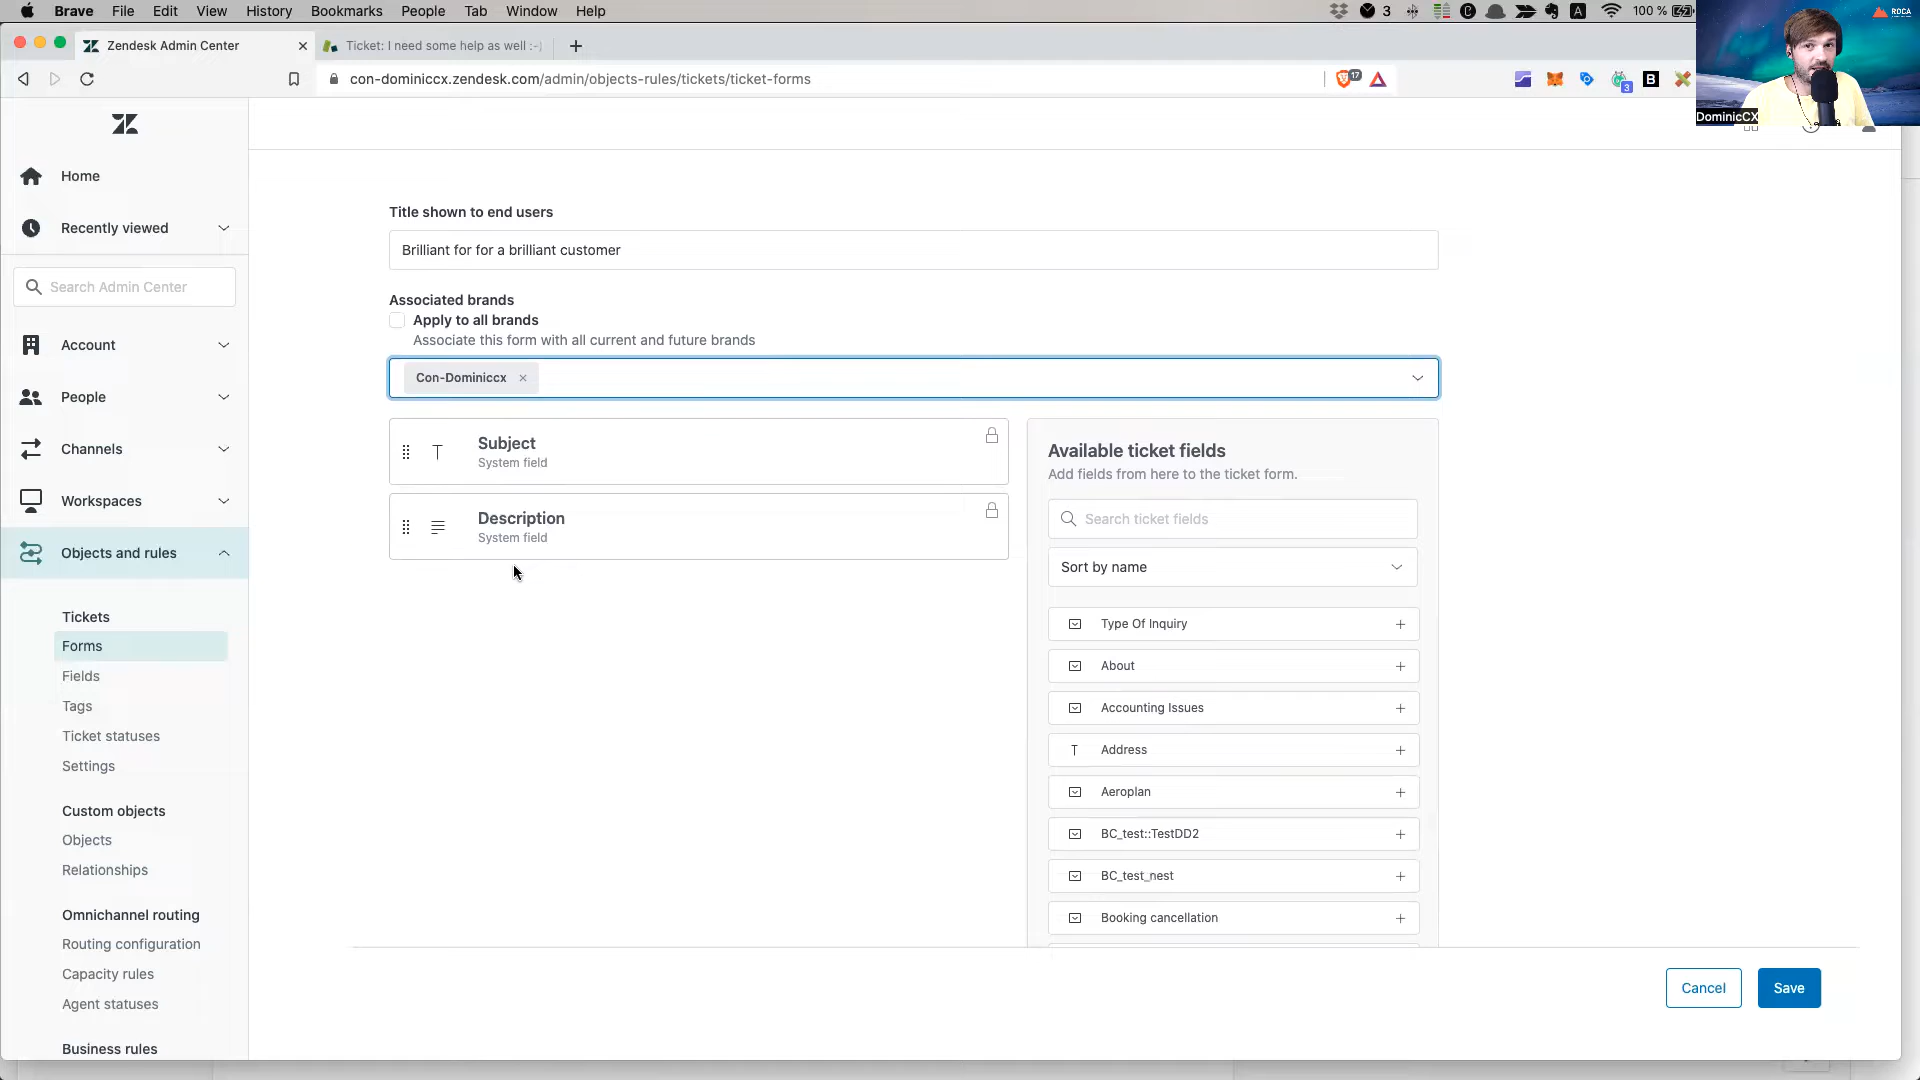 Brave File Edit View History Bookmarks People Tab Window Help
3 A 100 %
ROCA
Zendesk Admin Center
Ticket: I need some help as well :-)
con-dominiccx.zendesk.com/admin/objects-rules/tickets/ticket-forms
17
3
B
DominicCX
Home
Recently viewed
Search Admin Center
Account
People
Channels
Workspaces
Objects and rules
Tickets
Forms
Fields
Tags
Ticket statuses
Settings
Custom objects
Objects
Relationships
Omnichannel routing
Routing configuration
Capacity rules
Agent statuses
Business rules
Title shown to end users
Brilliant for for a brilliant customer
Associated brands
Apply to all brands
Associate this form with all current and future brands
Con-Dominiccx
Subject
System field
Description
System field
Available ticket fields
Add fields from here to the ticket form.
Search ticket fields
Sort by name
Type Of Inquiry
About
Accounting Issues
T Address
Aeroplan
BC_test::TestDD2
BC_test_nest
Booking cancellation
Cancel
Save